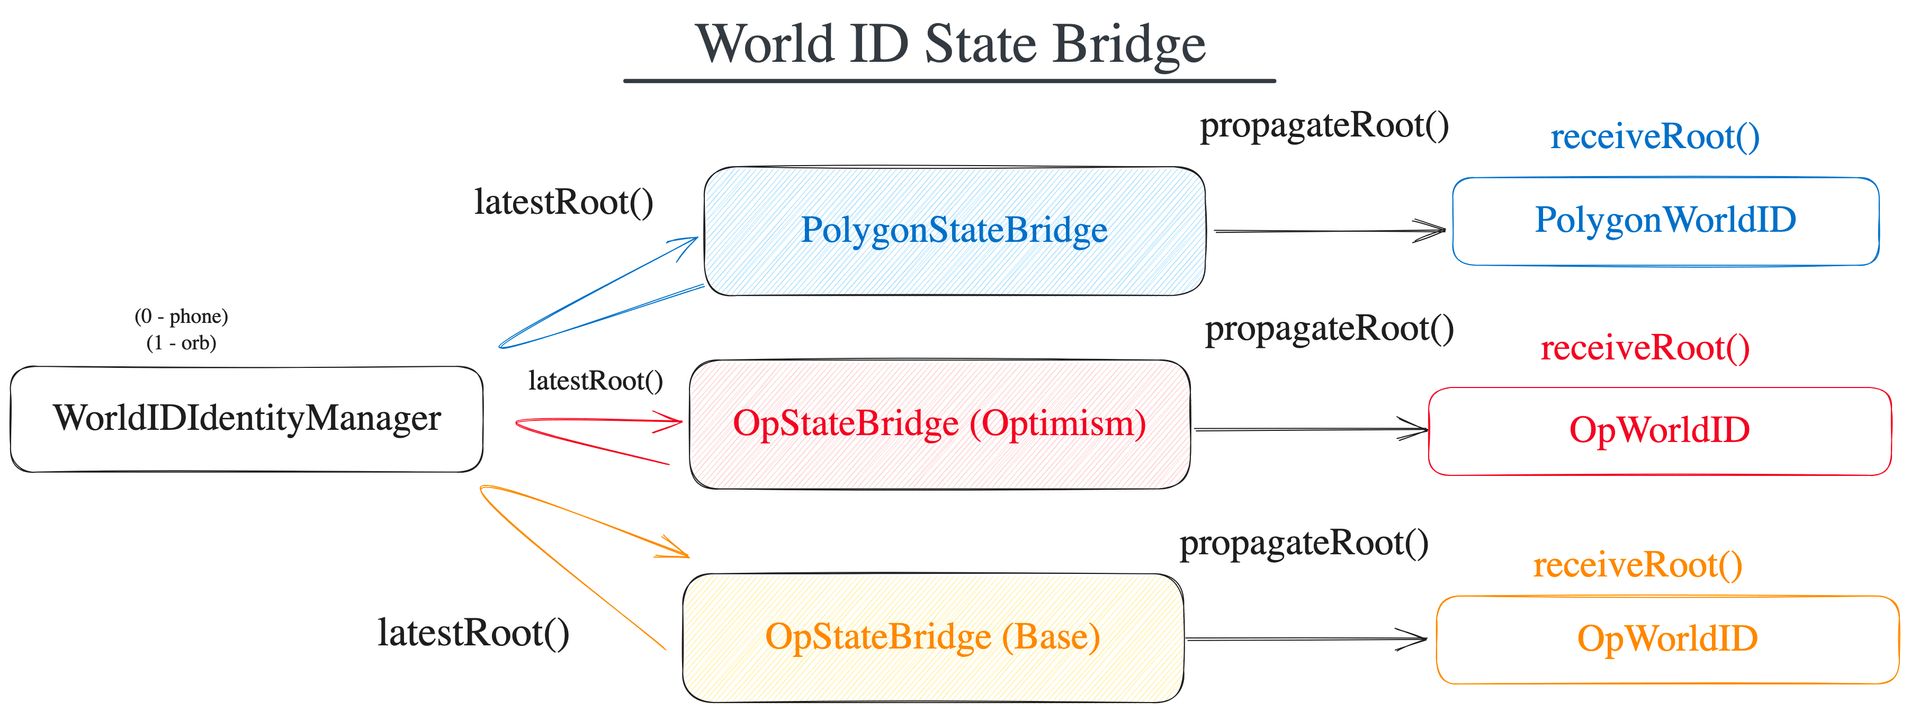 World ID State Bridge
propagateRoot()
receiveRoot()
latestRoot()
PolygonStateBridge
PolygonWorldID
(0 - phone)
(1 - orb)
WorldIDIdentityManager
propagateRoot()
receiveRoot()
latestRoot()
OpStateBridge (Optimism)
OpWorldID
propagateRoot()
receiveRoot()
latestRoot()
OpStateBridge (Base)
OpWorldID